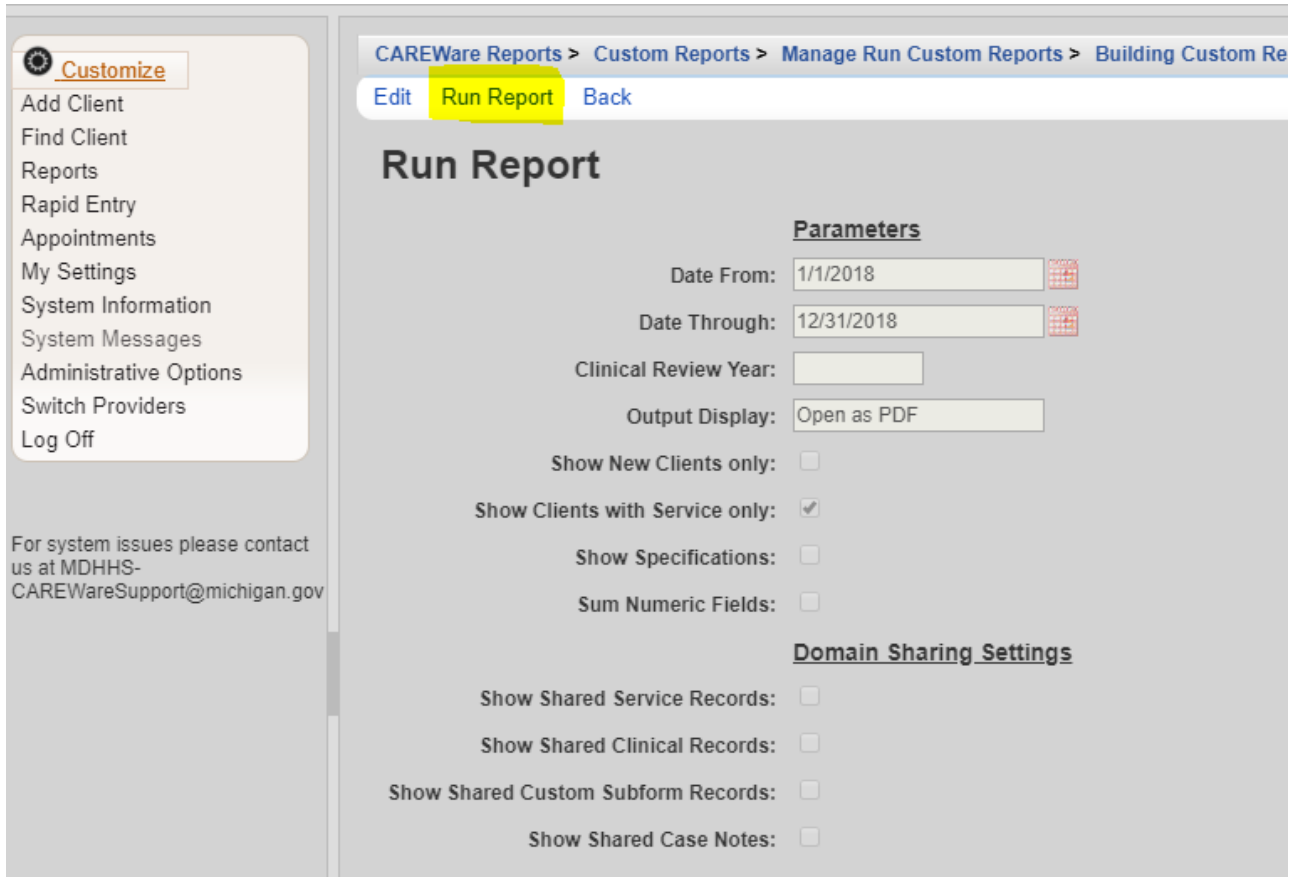 Customize
Add Client
Find Client
Reports
Rapid Entry
Appointments
My Settings
System Information
System Messages
Administrative Options
Switch Providers
Log Off
For system issues please contact
us at MDHHS-
CAREWareSupport@michigan.gov
CAREWare Reports > Custom Reports > Manage Run Custom Reports > Building Custom Re
Edit Run Report Back
Run Report
Parameters
Date From: 1/1/2018
Date Through: 12/31/2018
Clinical Review Year:
Output Display: Open as PDF
Show New Clients only:
Show Clients with Service only:
Show Specifications:
Sum Numeric Fields:
Domain Sharing Settings
Show Shared Service Records:
Show Shared Clinical Records:
Show Shared Custom Subform Records:
Show Shared Case Notes: